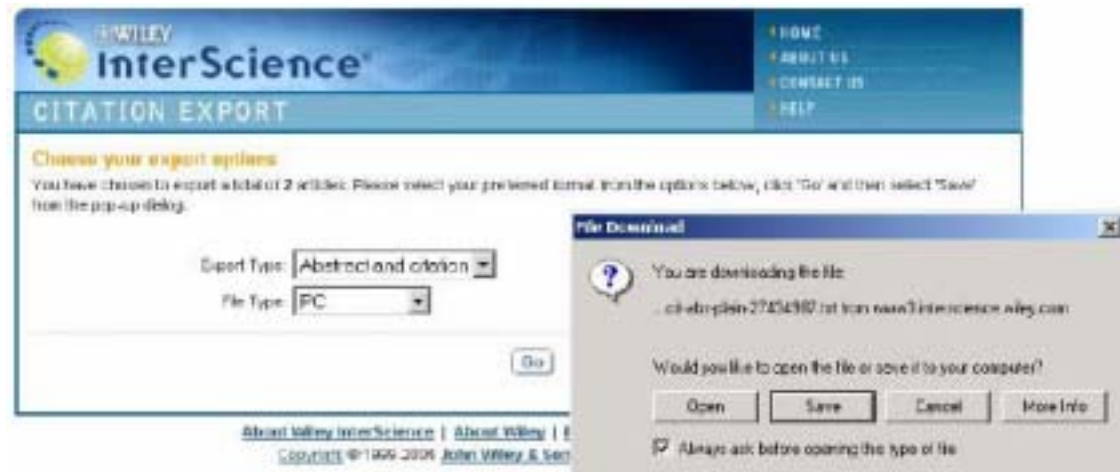 WILEY
InterScience®
HOME
ABOUT US
CONTACT US
HELP
CITATION EXPORT
Choose your export options
You have chosen to export a total of 2 articles. Please select your preferred format from the options below, click 'Go' and then select 'Save'
from the pop-up dialog.
Export Type: Abstract and citation
File Type: PC
Go
About Wiley InterScience | About Wiley |
Copyright © 1999-2004 John Wiley &
File Download
You are downloading the file:
from www3.interscience.wiley.com
Would you like to open the file or save it to your computer?
Open Save Cancel More Info
Always ask before opening this type of file